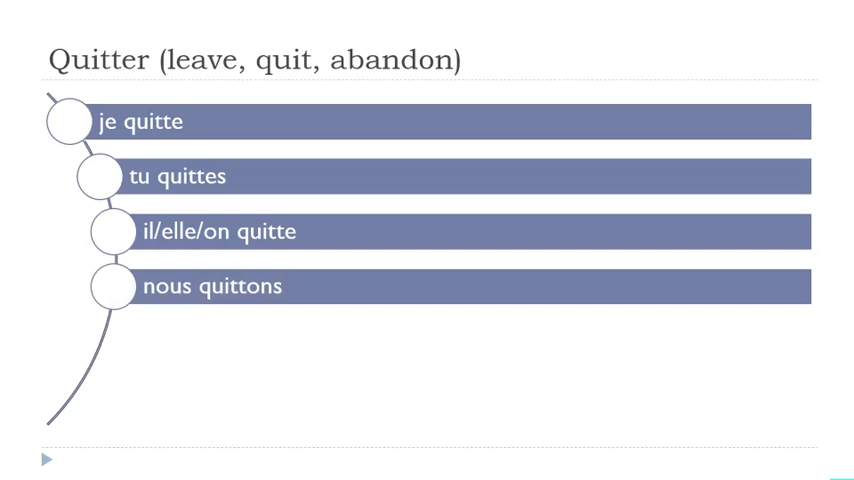 Quitter (leave, quit, abandon)
je quitte
tu quittes
il/elle/on quitte
nous quittons